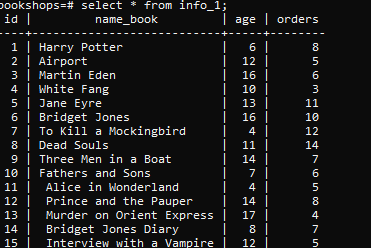 bookshops=# select * from info_1;
id | name_book | age | orders
----+-------------------------+-----+--------
1 | Harry Potter | 6 | 8
2 | Airport | 12 | 5
3 | Martin Eden | 16 | 6
4 | White Fang | 10 | 3
5 | Jane Eyre | 13 | 11
6 | Bridget Jones | 16 | 10
7 | To Kill a Mockingbird | 4 | 12
8 | Dead Souls | 11 | 14
9 | Three Men in a Boat | 14 | 7
10 | Fathers and Sons | 7 | 6
11 | Alice in Wonderland | 4 | 5
12 | Prince and the Pauper | 14 | 8
13 | Murder on Orient Express | 17 | 4
14 | Bridget Jones Diary | 8 | 7
15 | Interview with a Vampire | 12 | 5